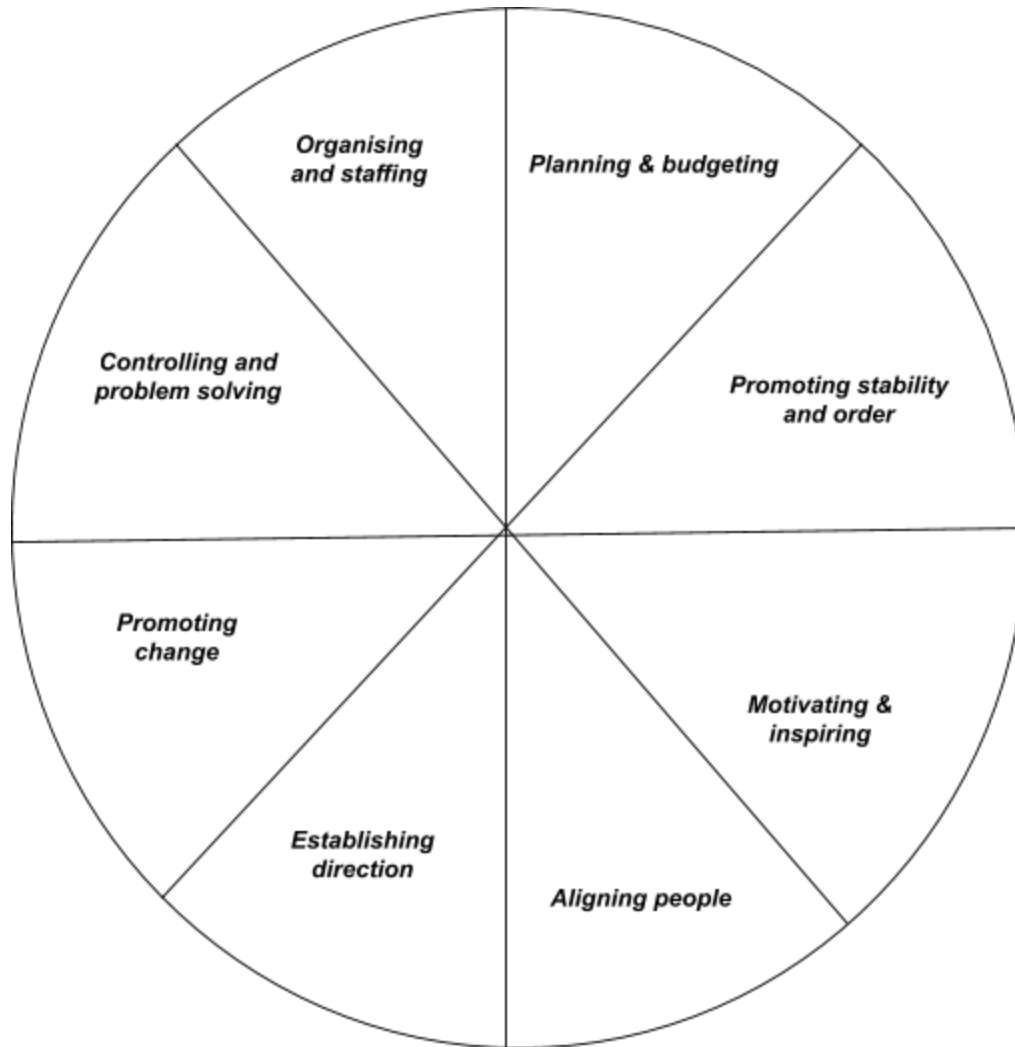 Organising
and staffing
Planning & budgeting
Controlling and
problem solving
Promoting stability
and order
Promoting
change
Motivating &
inspiring
Establishing
direction
Aligning people